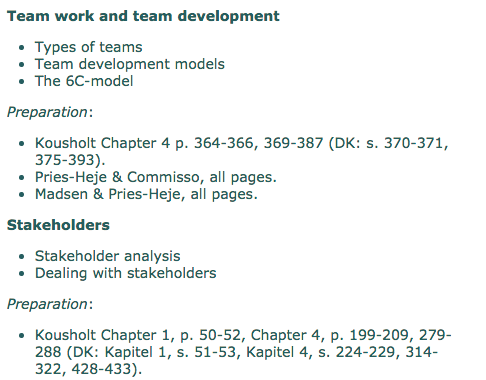 Team work and team development
• Types of teams
• Team development models
• The 6C-model
Preparation:
• Kousholt Chapter 4 p. 364-366, 369-387 (DK: s. 370-371,
375-393).
• Pries-Heje & Commisso, all pages.
• Madsen & Pries-Heje, all pages.
Stakeholders
• Stakeholder analysis
• Dealing with stakeholders
Preparation:
• Kousholt Chapter 1, p. 50-52, Chapter 4, p. 199-209, 279-
288 (DK: Kapitel 1, s. 51-53, Kapitel 4, s. 224-229, 314-
322, 428-433).